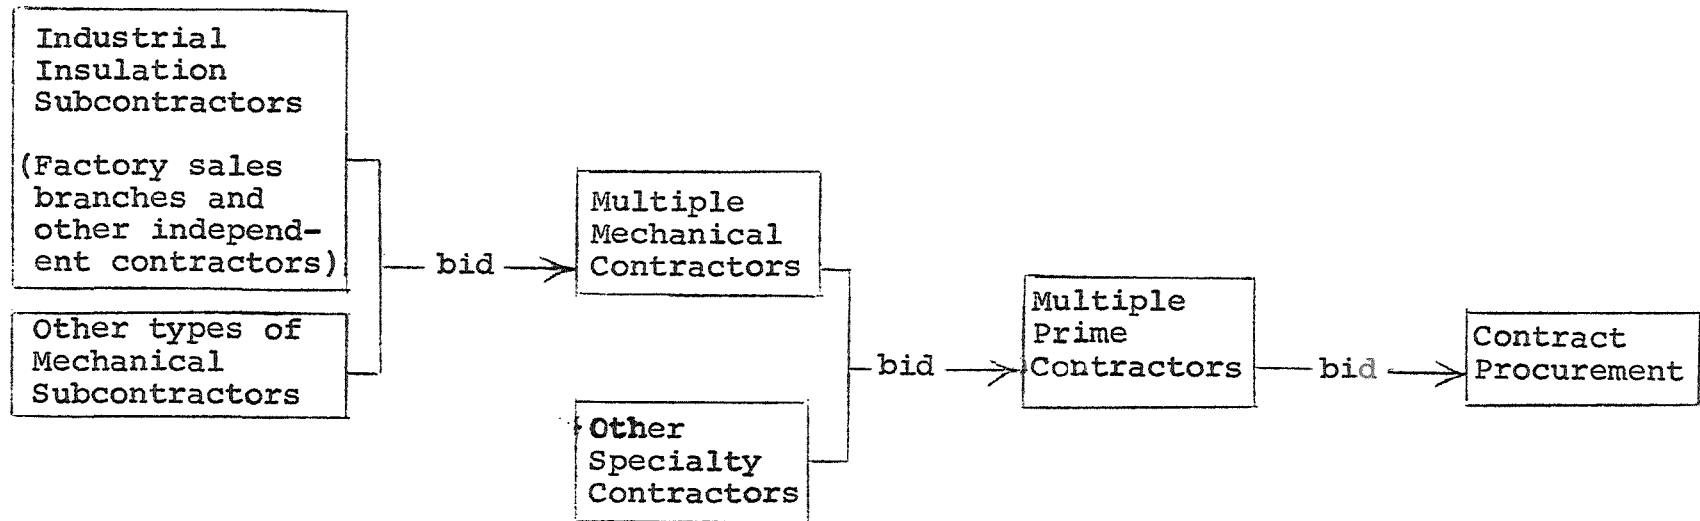 Industrial
Insulation
Subcontractors
(Factory sales
branches and
other independ-
ent contractors)
Other types of
Mechanical
Subcontractors
bid
Multiple
Mechanical
Contractors
Other
Specialty
Contractors
bid
Multiple
Prime
Contractors
bid
Contract
Procurement